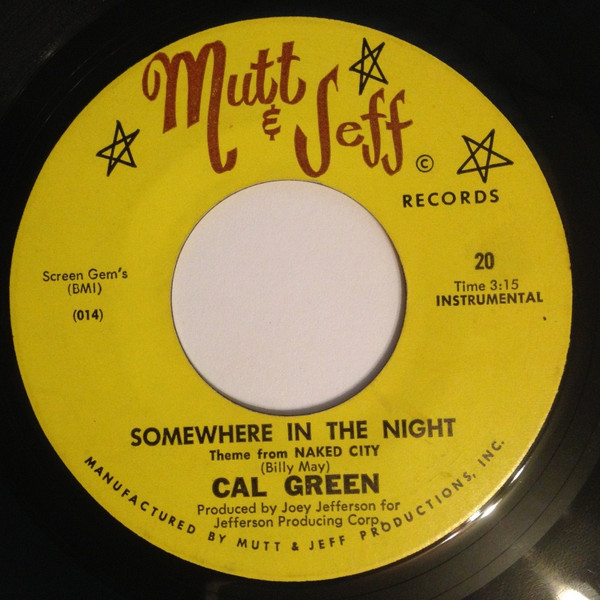 Mutt
&
Jeff
©
RECORDS
Screen Gem's
(BMI)
(014)
20
Time 3:15
INSTRUMENTAL
SOMEWHERE IN THE NIGHT
Theme from NAKED CITY
(Billy May)
CAL GREEN
Produced by Joey Jefferson for
Jefferson Producing Corp.
MANUFACTURED BY MUTT & JEFF PRODUCTIONS, INC.